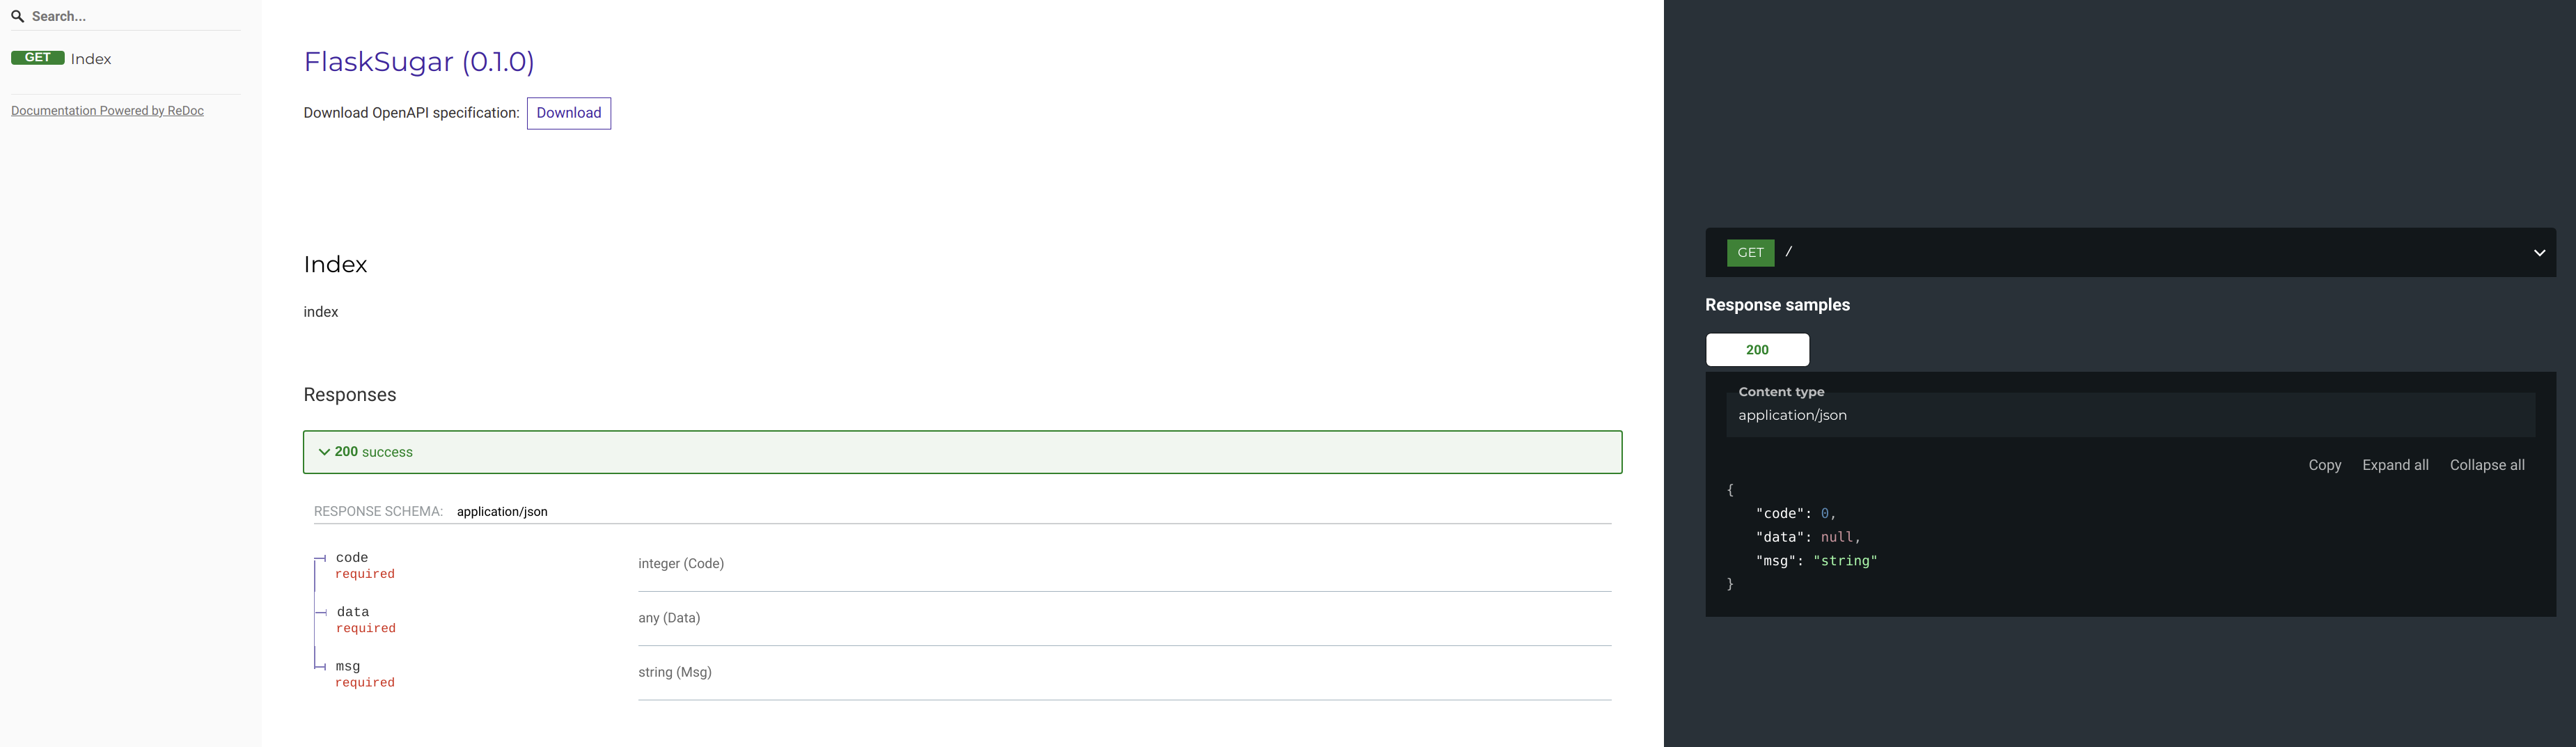 Search...
GET Index
Documentation Powered by ReDoc
FlaskSugar (0.1.0)
Download OpenAPI specification: Download
Index
index
Responses
200 success
RESPONSE SCHEMA: application/json
code
required
integer (Code)
data
required
any (Data)
msg
required
string (Msg)
GET /
Response samples
200
Content type
application/json
Copy Expand all Collapse all
{
"code": 0,
"data": null,
"msg": "string"
}